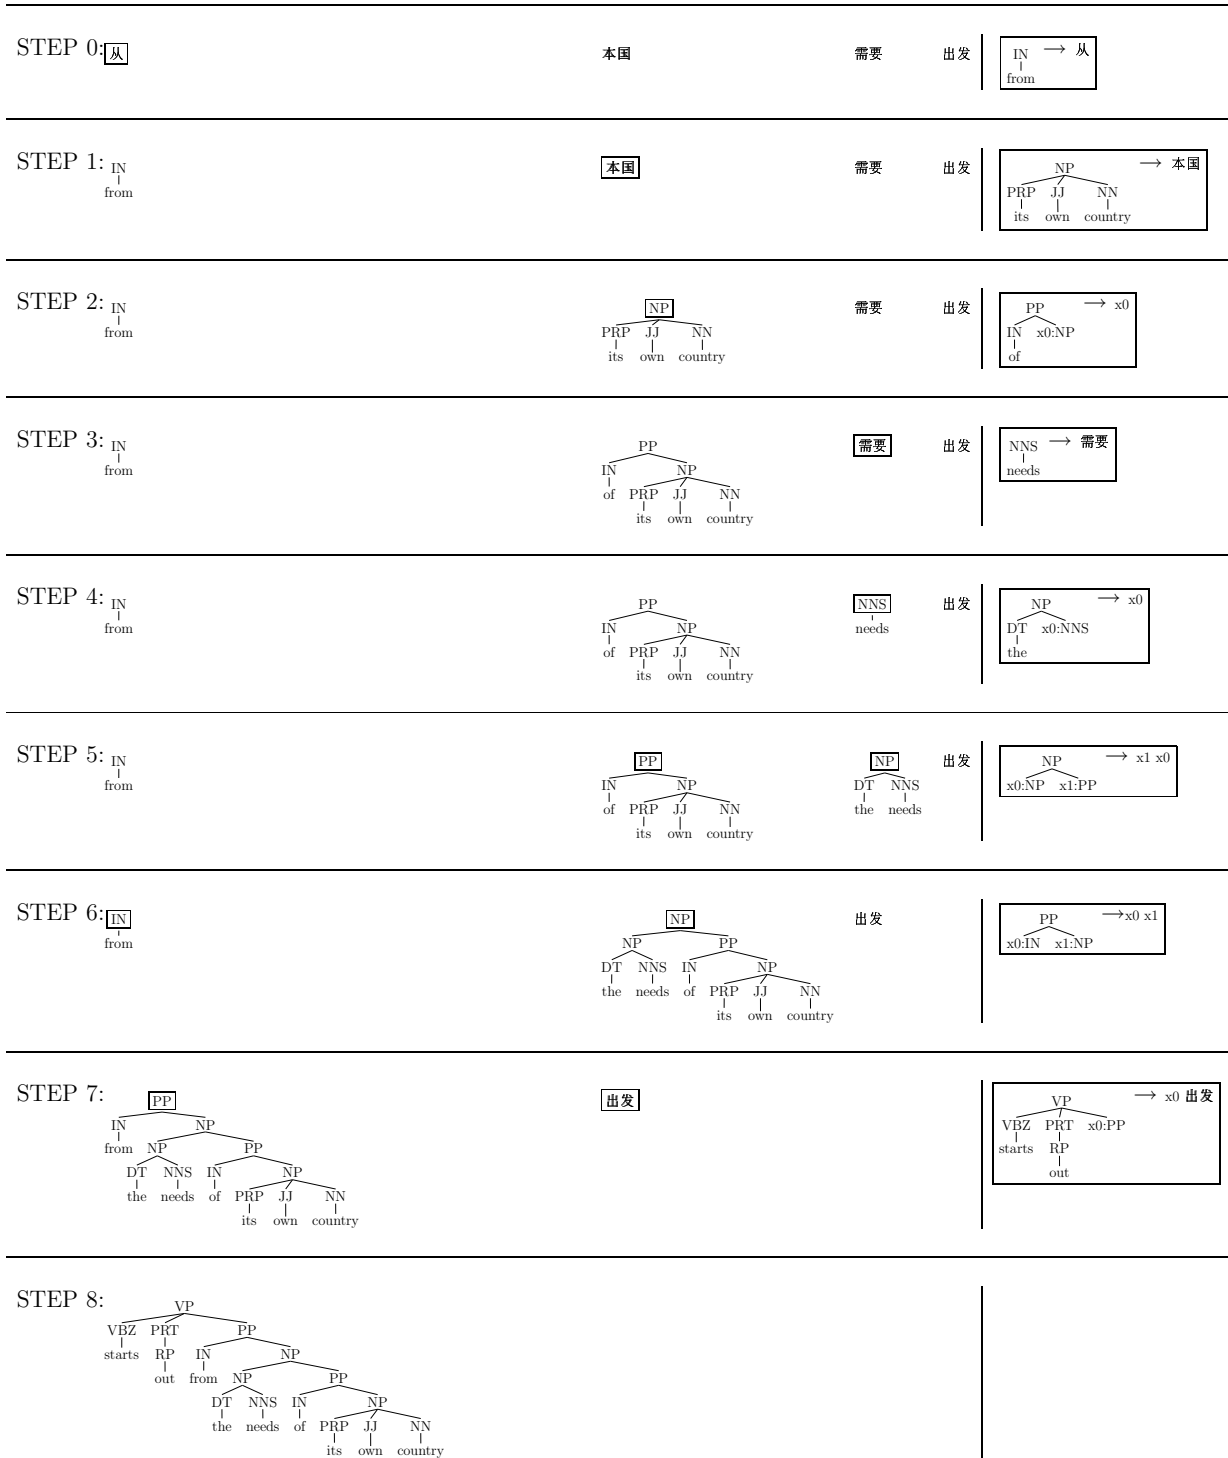 STEP 0: 从 本国 需要 出发 IN → 从
from
STEP 1: IN 本国 需要 出发 NP → 本国
from PRP JJ NN
its own country
STEP 2: IN NP 需要 出发 PP → x0
from PRP JJ NN IN x0:NP
its own country of
STEP 3: IN PP 需要 出发 NNS → 需要
from IN NP needs
of PRP JJ NN
its own country
STEP 4: IN PP NNS 出发 NP → x0
from IN NP needs DT x0:NNS
of PRP JJ NN the
its own country
STEP 5: IN PP NP 出发 NP → x1 x0
from IN NP DT NNS x0:NP x1:PP
of PRP JJ NN the needs
its own country
STEP 6: IN NP 出发 PP →x0 x1
from NP PP x0:IN x1:NP
DT NNS IN NP
the needs of PRP JJ NN
its own country
STEP 7: PP 出发 VP → x0 出发
IN NP VBZ PRT x0:PP
from NP PP starts RP
DT NNS IN NP out
the needs of PRP JJ NN
its own country
STEP 8: VP
VBZ PRT PP
starts RP IN NP
out from NP PP
DT NNS IN NP
the needs of PRP JJ NN
its own country